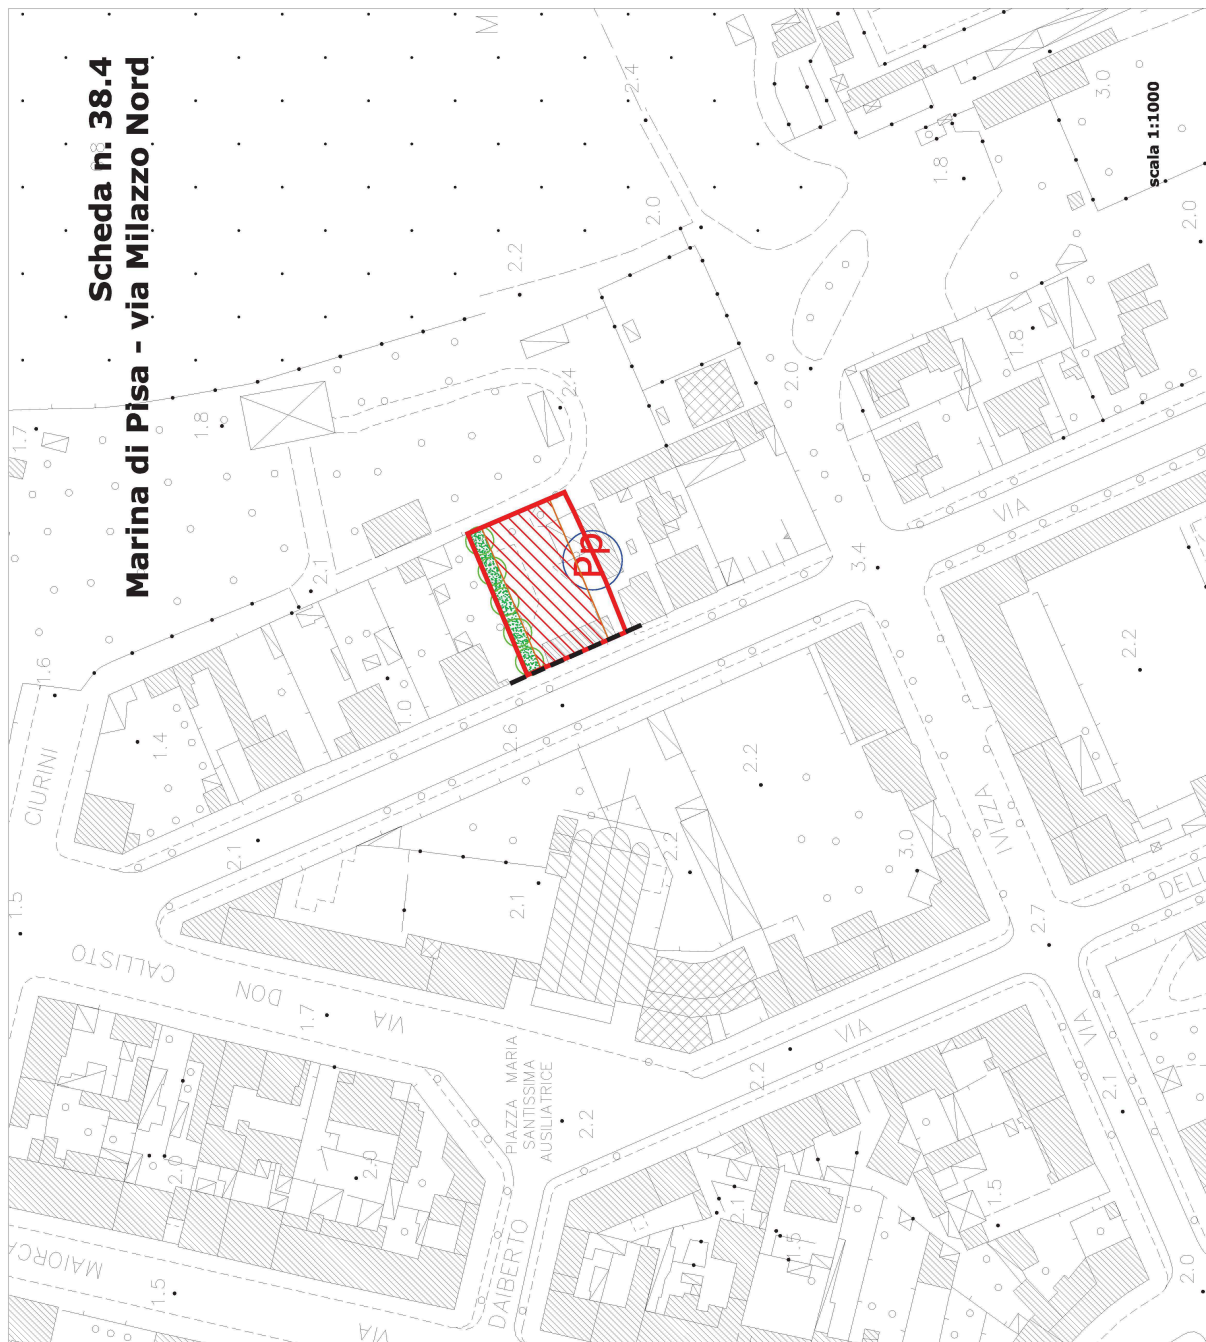 Scheda n. 38.4
Marina di Pisa – via Milazzo Nord
scala 1:1000
M
2.4
3.0
1.8
2.0
2.0
2.2
1.8
2.0
2.4
1.7
1.8
VIA
Pp
2.1
3.4
1.6
1.0
2.2
1.4
2.6
2.2
CIURINI
VIZZA
2.1
2.2
3.0
DELL
2.1
1.5
2.7
CALLISTO
DON
VIA
1.7
VIA
VIA
PIAZZA MARIA
SANTISSIMA
AUSILIATRICE
2.2
2.2
2.1
2.0
2.0
2.1
1.5
1.5
DAIBERTO
MAIORCA
1.5
VIA
2.0